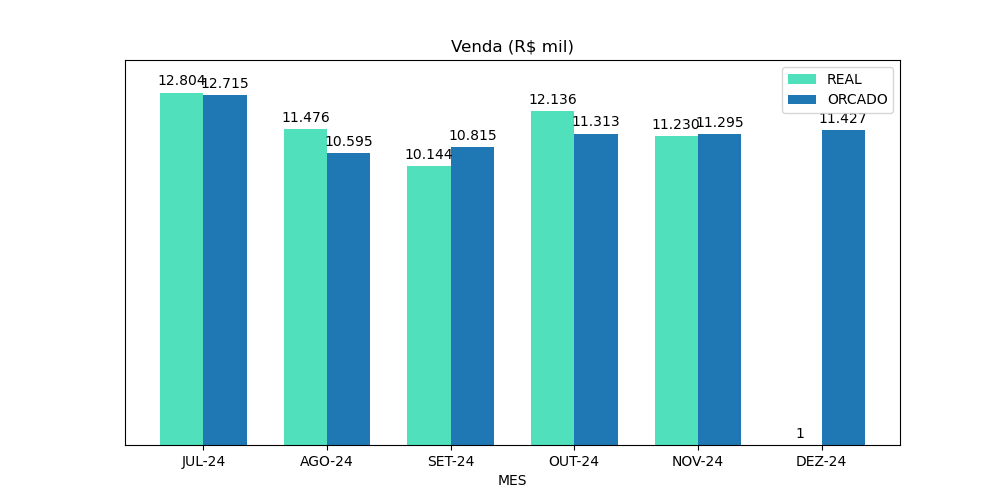 Venda (R$ mil)
REAL
ORCADO
12.804
12.715
11.476
10.595
10.144
10.815
12.136
11.313
11.230
11.295
1
11.427
JUL-24
AGO-24
SET-24
OUT-24
NOV-24
DEZ-24
MES